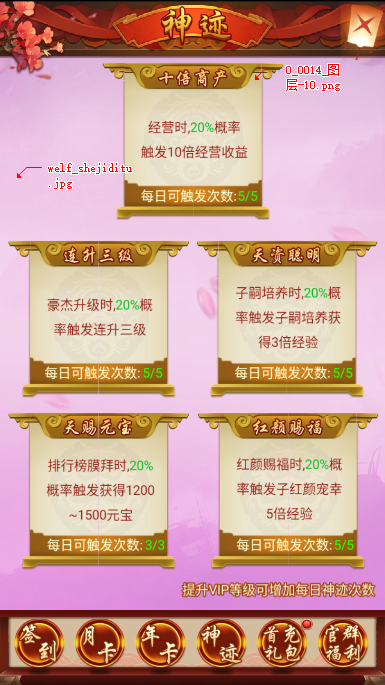 神迹
0_0014_图
层-10.png
十倍商产
经营时,20%概率
触发10倍经营收益
每日可触发次数:5/5
welf_shejiditu
.jpg
连升三级
豪杰升级时,20%概
率触发连升三级
每日可触发次数:5/5
天资聪明
子嗣培养时,20%概
率触发子嗣培养获
得3倍经验
每日可触发次数:5/5
天赐元宝
排行榜膜拜时,20%
概率触发获得1200
~1500元宝
每日可触发次数:3/3
红颜赐福
红颜赐福时,20%概
率触发子红颜宠幸
5倍经验
每日可触发次数:5/5
提升VIP等级可增加每日神迹次数
签到
月卡
年卡
神迹
首充
礼包
官群
福利